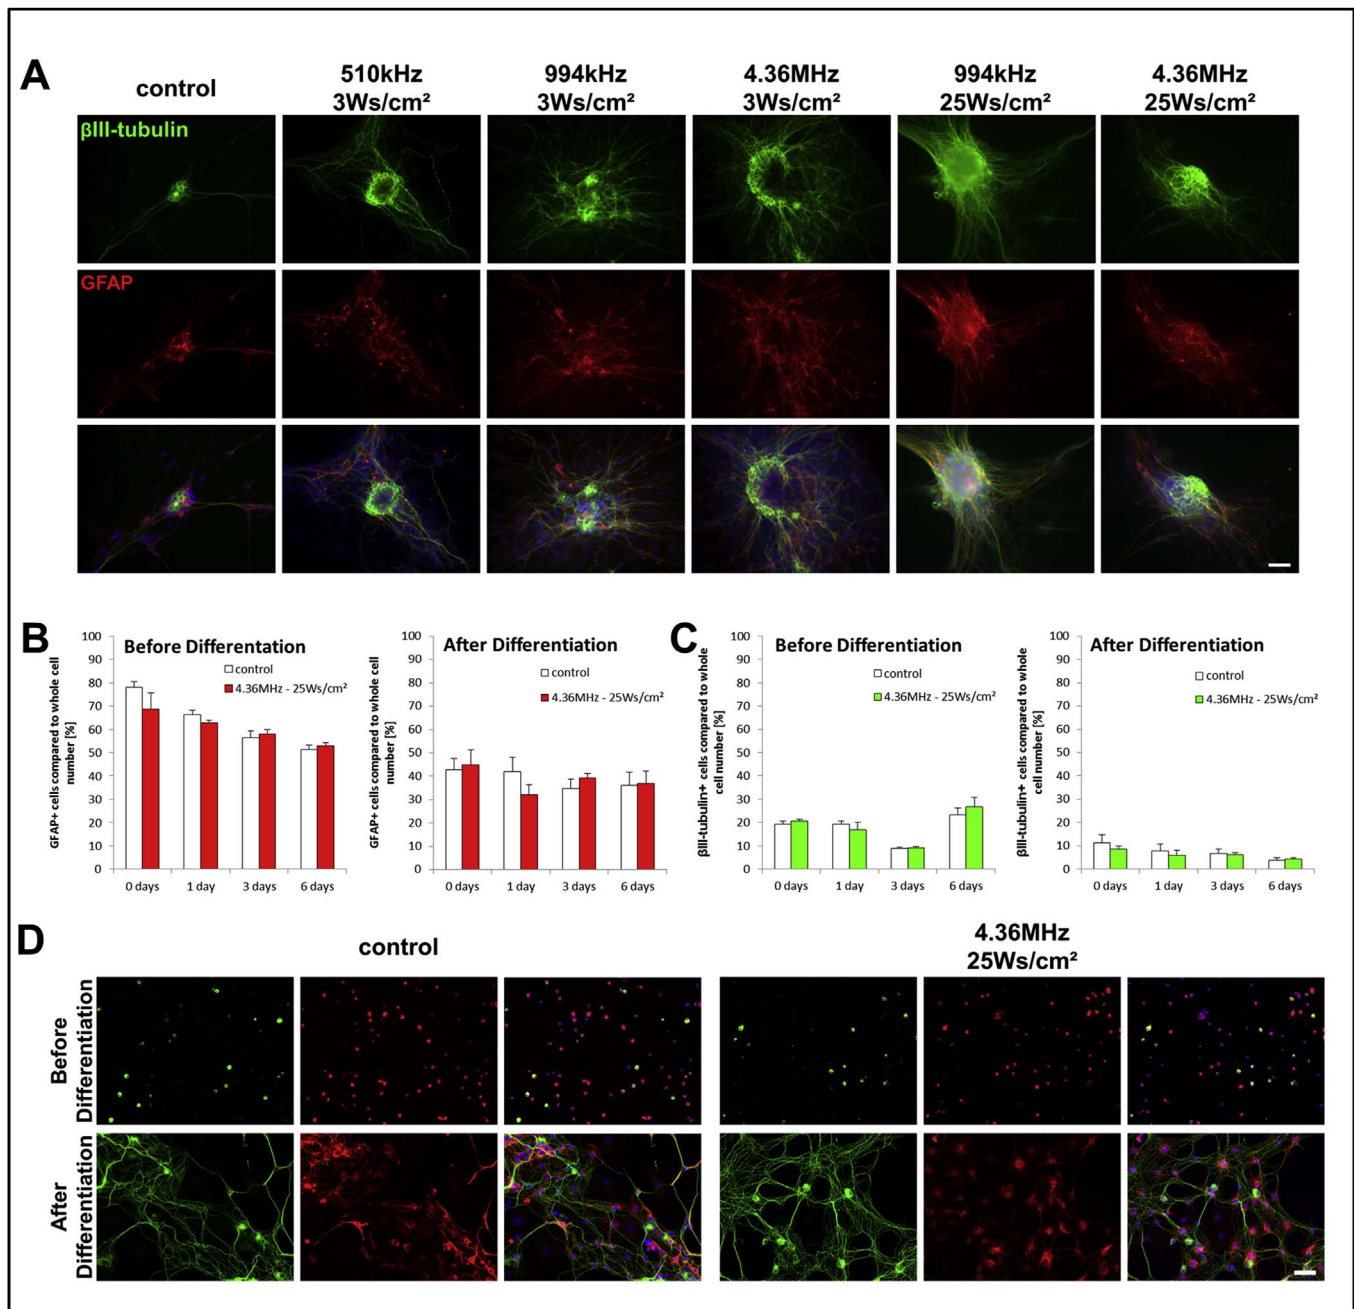 A
control
510kHz
3Ws/cm²
994kHz
3Ws/cm²
4.36MHz
3Ws/cm²
994kHz
25Ws/cm²
4.36MHz
25Ws/cm²
βIII-tubulin
GFAP
B
GFAP+ cells compared to whole cell
number [%]
100
90
80
70
60
50
40
30
20
10
0
Before Differentation
control
4.36MHz - 25Ws/cm²
0 days
1 day
3 days
6 days
GFAP+ cells compared to whole cell
number [%]
100
90
80
70
60
50
40
30
20
10
0
After Differentiation
control
4.36MHz - 25Ws/cm²
0 days
1 day
3 days
6 days
C
βIII-tubulin+ cells compared to whole
cell number [%]
100
90
80
70
60
50
40
30
20
10
0
Before Differentiation
control
4.36MHz - 25Ws/cm²
0 days
1 day
3 days
6 days
βIII-tubulin+ cells compared to whole
cell number [%]
100
90
80
70
60
50
40
30
20
10
0
After Differentiation
control
4.36MHz - 25Ws/cm²
0 days
1 day
3 days
6 days
D
control
4.36MHz
25Ws/cm²
Before
Differentiation
After
Differentiation